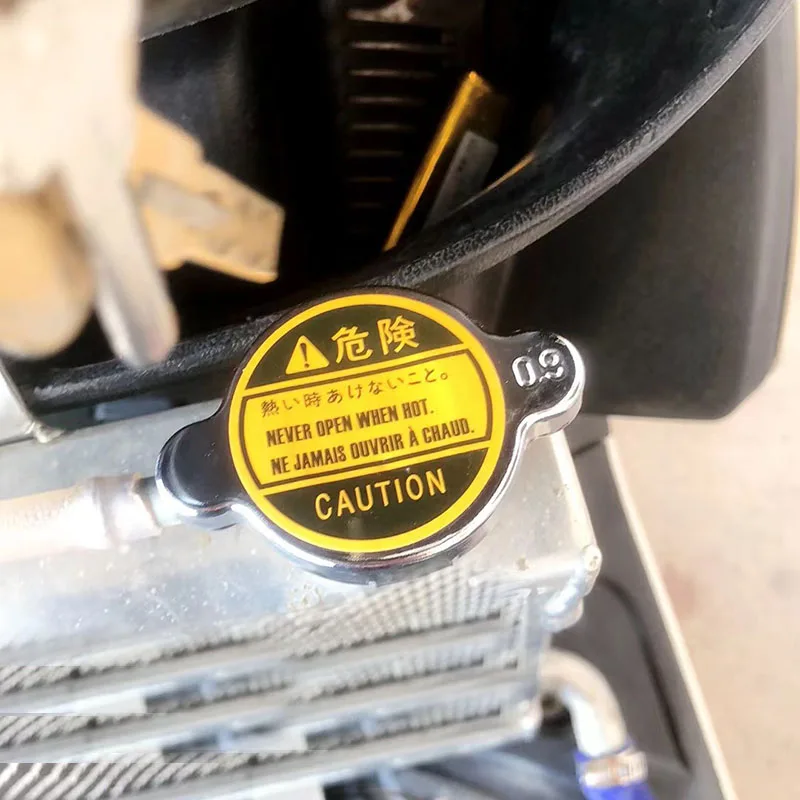 危険
熱い時あけないこと。
NEVER OPEN WHEN HOT.
NE JAMAIS OUVRIR À CHAUD.
CAUTION
0.9